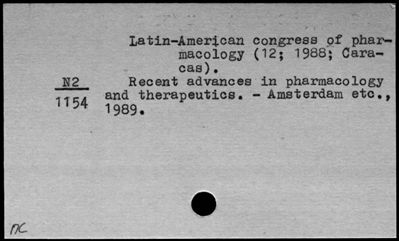 Latin-American congress of phar-
macology (12; 1988; Cara-
cas).
N2
1154
Recent advances in pharmacology
and therapeutics. - Amsterdam etc.,
1989.
nc